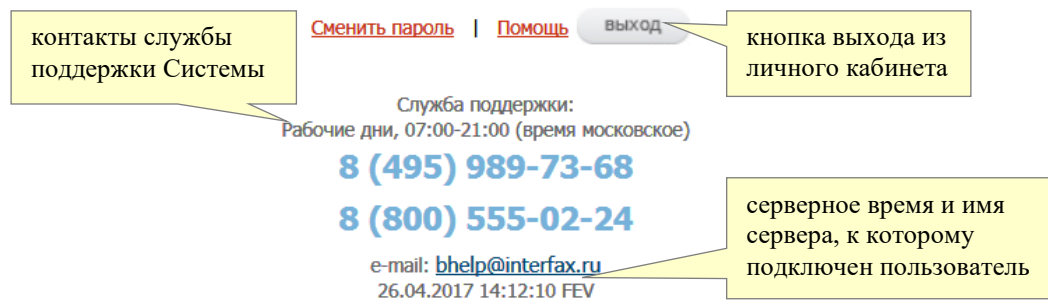 контакты службы
поддержки Системы
Сменить пароль | Помощь выход
кнопка выхода из
личного кабинета
Служба поддержки:
Рабочие дни, 07:00-21:00 (время московское)
8 (495) 989-73-68
8 (800) 555-02-24
e-mail: bhelp@interfax.ru
26.04.2017 14:12:10 FEV
серверное время и имя
сервера, к которому
подключен пользователь